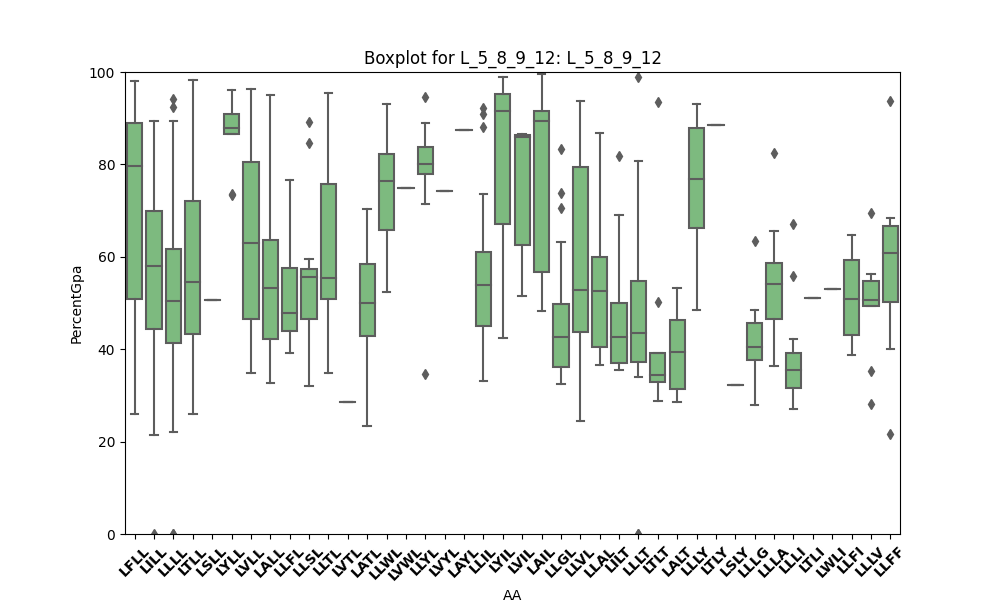 Boxplot for L_5_8_9_12: L_5_8_9_12
PercentGpa
100
80
60
40
20
0
LFLL LILL LLLL LTLL LSLL LYLL LVLL LALL LLFL LLSL LLTL LVTL LATL LLWL LVWL LLYL LVYL LAYL LLIL LYIL LVIL LAIL LLGL LLVL LLAL LILT LLLT LTLT LALT LLLY LTLY LSLY LLLG LLLA LLLI LTLI LWLI LLFI LLLV LLFF
AA